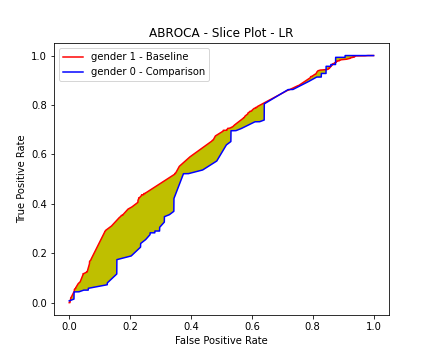 ABROCA - Slice Plot - LR
gender 1 - Baseline
gender 0 - Comparison
True Positive Rate
1.0
0.8
0.6
0.4
0.2
0.0
0.0 0.2 0.4 0.6 0.8 1.0
False Positive Rate